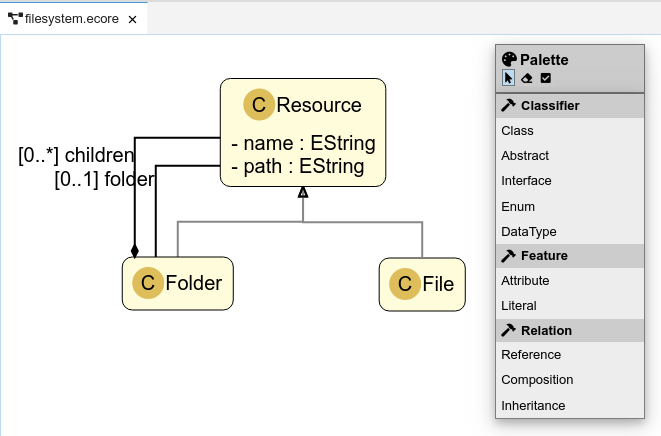 filesystem.ecore ×
C Resource
- name : EString
- path : EString
[0..*] children
[0..1] folder
C Folder
C File
Palette
Classifier
Class
Abstract
Interface
Enum
DataType
Feature
Attribute
Literal
Relation
Reference
Composition
Inheritance